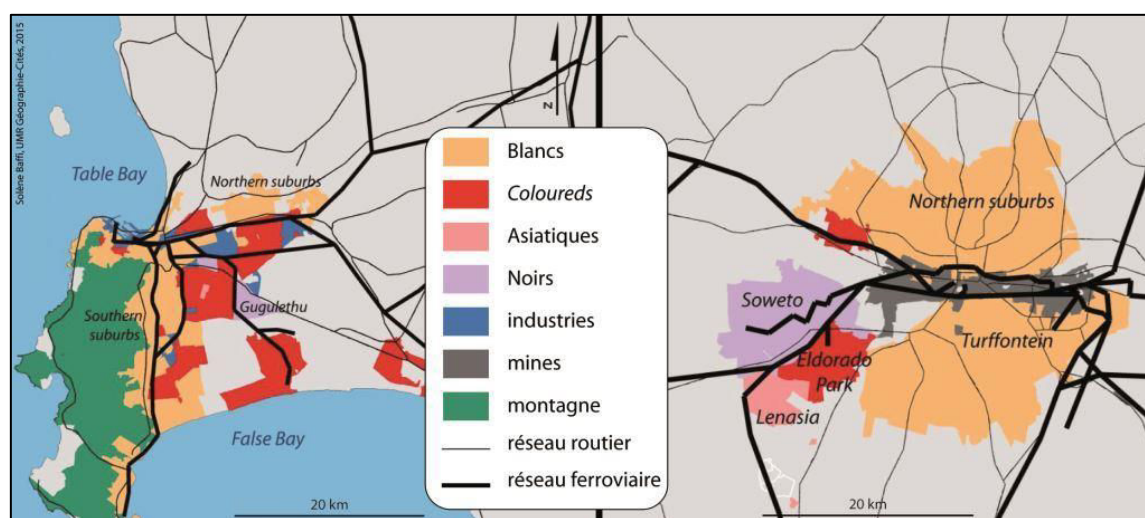 Solène Baffi, UMR Géographie-Cités, 2015
Table Bay
Northern suburbs
Southern suburbs
Gugulethu
False Bay
20 km
N
Blancs
Coloureds
Asiatiques
Noirs
industries
mines
montagne
réseau routier
réseau ferroviaire
Northern suburbs
Soweto
Turffontein
Eldorado
Park
Lenasia
20 km